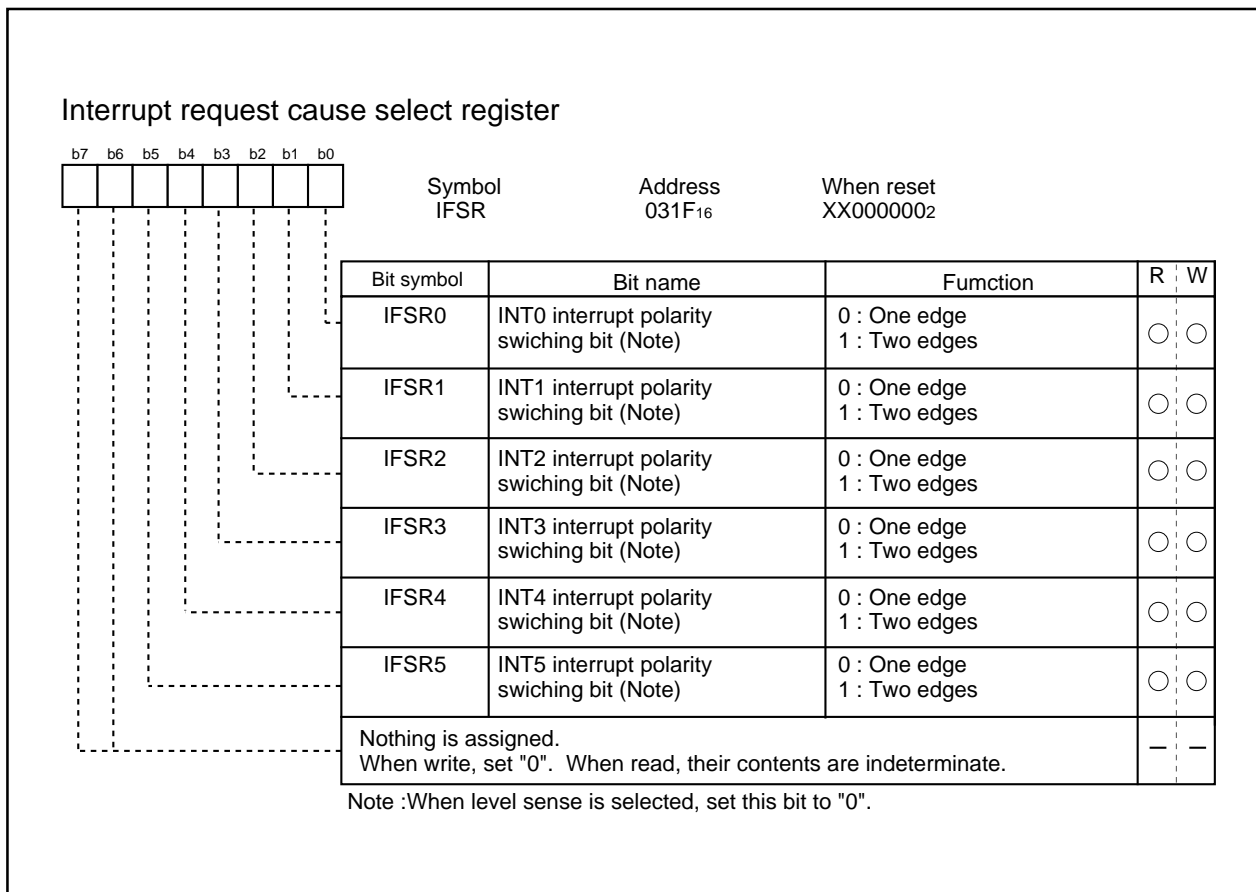 Interrupt request cause select register
b7 b6 b5 b4 b3 b2 b1 b0
Symbol Address When reset
IFSR 031F16 XX0000002
Bit symbol Bit name Fumction R W
IFSR0 INT0 interrupt polarity 0 : One edge
swiching bit (Note) 1 : Two edges
IFSR1 INT1 interrupt polarity 0 : One edge
swiching bit (Note) 1 : Two edges
IFSR2 INT2 interrupt polarity 0 : One edge
swiching bit (Note) 1 : Two edges
IFSR3 INT3 interrupt polarity 0 : One edge
swiching bit (Note) 1 : Two edges
IFSR4 INT4 interrupt polarity 0 : One edge
swiching bit (Note) 1 : Two edges
IFSR5 INT5 interrupt polarity 0 : One edge
swiching bit (Note) 1 : Two edges
Nothing is assigned.
When write, set "0". When read, their contents are indeterminate. – –
Note :When level sense is selected, set this bit to "0".